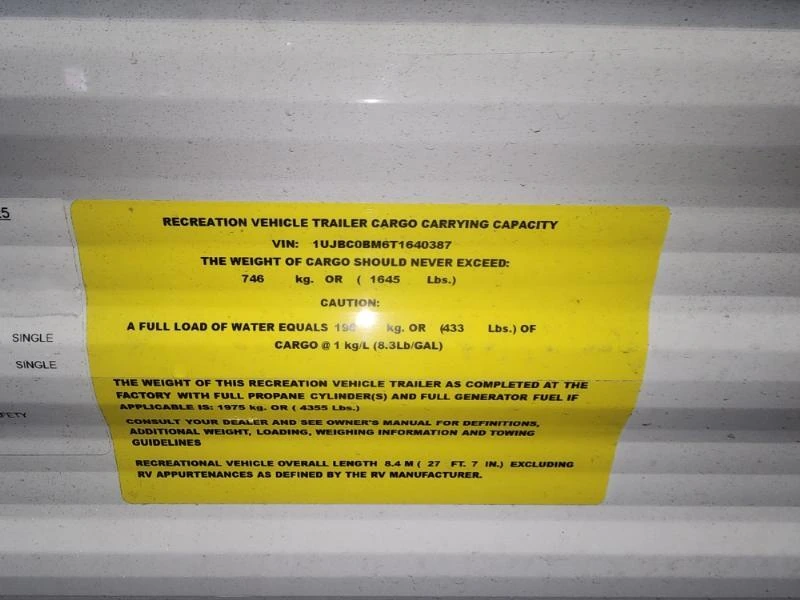 25
RECREATION VEHICLE TRAILER CARGO CARRYING CAPACITY
VIN: 1UJBC0BM6T1640387
THE WEIGHT OF CARGO SHOULD NEVER EXCEED:
746 kg. OR ( 1645 Lbs.)
CAUTION:
A FULL LOAD OF WATER EQUALS kg. OR (433 Lbs.) OF
CARGO @ 1 kg/L (8.3Lb/GAL)
SINGLE
SINGLE
THE WEIGHT OF THIS RECREATION VEHICLE TRAILER AS COMPLETED AT THE
FACTORY WITH FULL PROPANE CYLINDER(S) AND FULL GENERATOR FUEL IF
APPLICABLE IS: 1975 kg. OR ( 4355 Lbs.)
CONSULT YOUR DEALER AND SEE OWNER'S MANUAL FOR DEFINITIONS,
ADDITIONAL WEIGHT, LOADING, WEIGHING INFORMATION AND TOWING
GUIDELINES
RECREATIONAL VEHICLE OVERALL LENGTH 8.4 M ( 27 FT. 7 IN.) EXCLUDING
RV APPURTENANCES AS DEFINED BY THE RV MANUFACTURER.